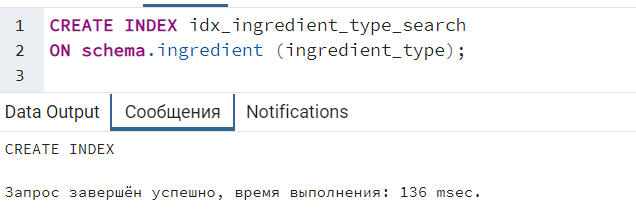 1 CREATE INDEX idx_ingredient_type_search
2 ON schema.ingredient (ingredient_type);
3
Data Output Сообщения Notifications
CREATE INDEX
Запрос завершён успешно, время выполнения: 136 msec.